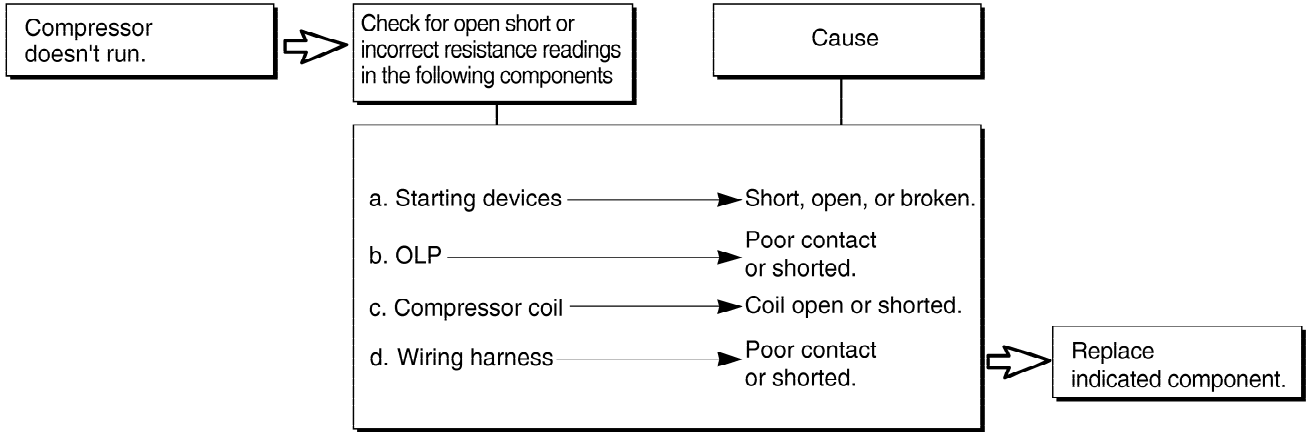 Compressor
doesn't run.
Check for open short or
incorrect resistance readings
in the following components
Cause
a. Starting devices
Short, open, or broken.
b. OLP
Poor contact
or shorted.
c. Compressor coil
Coil open or shorted.
d. Wiring harness
Poor contact
or shorted.
Replace
indicated component.